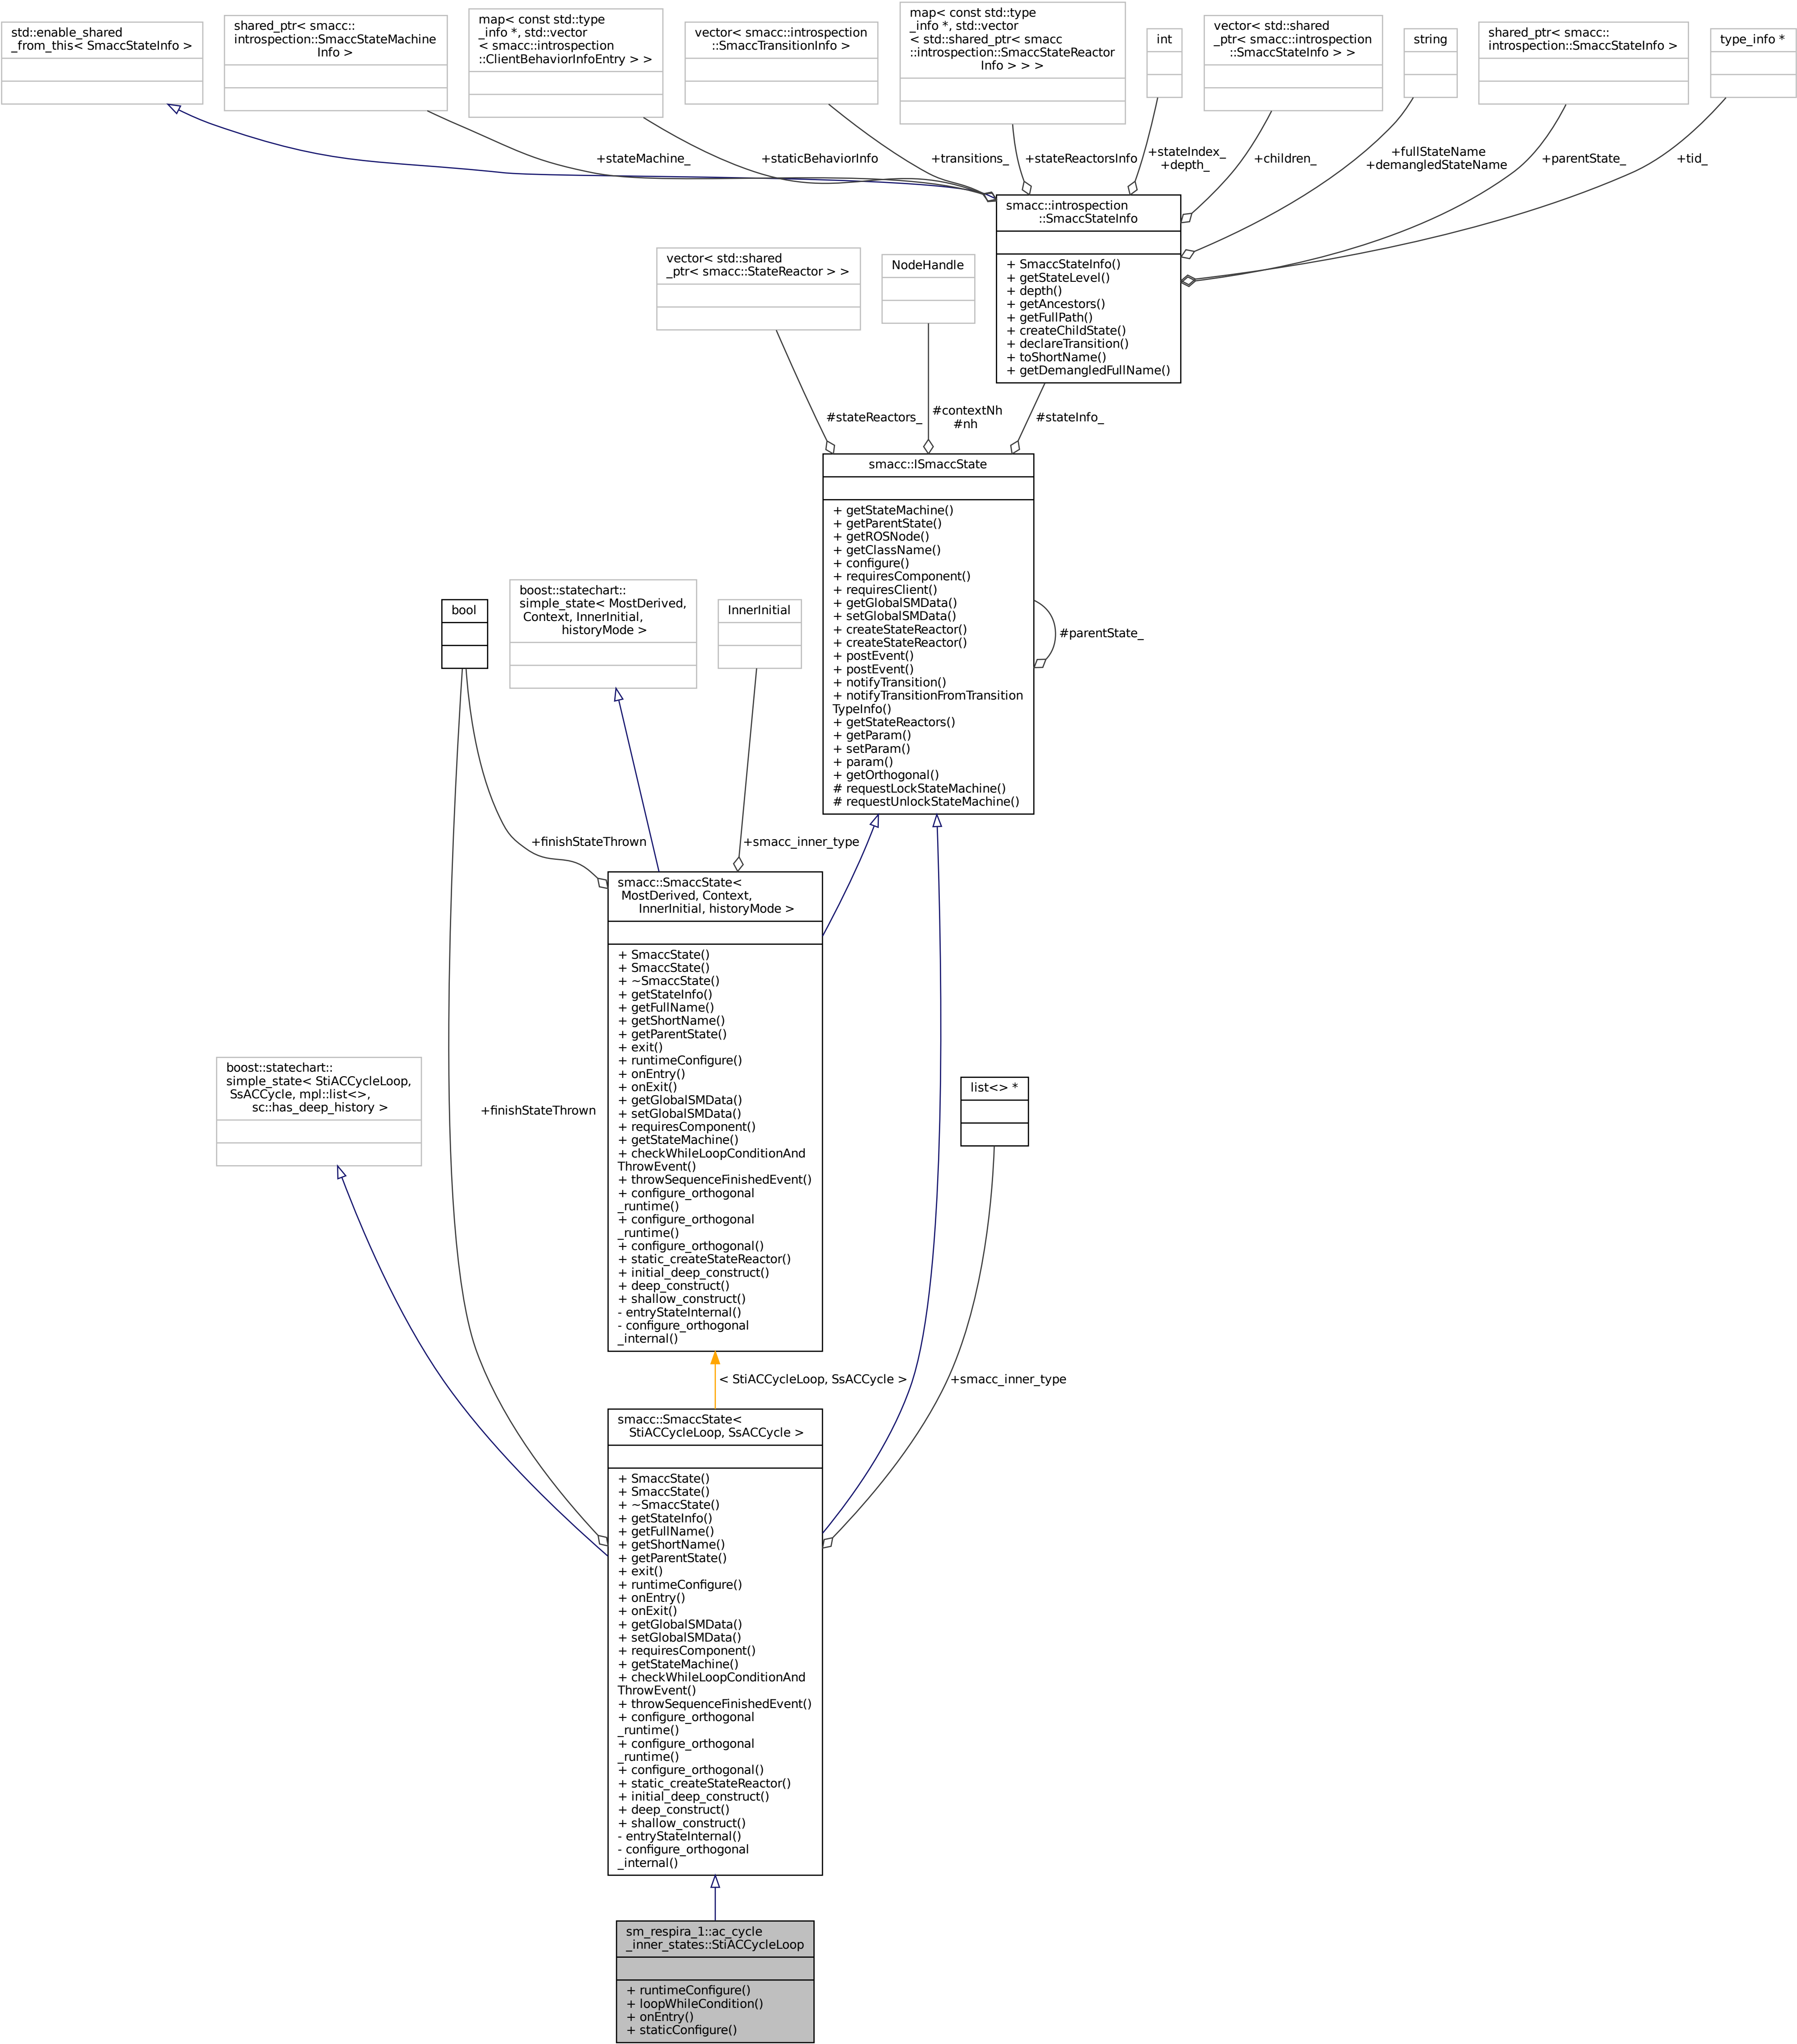 std::enable_shared
_from_this< SmaccStateInfo >
shared_ptr< smacc::
introspection::SmaccStateMachine
Info >
map< const std::type
_info *, std::vector
< smacc::introspection
::ClientBehaviorInfoEntry > >
vector< smacc::introspection
::SmaccTransitionInfo >
map< const std::type
_info *, std::vector
< std::shared_ptr< smacc
::introspection::SmaccStateReactor
Info > > >
int
vector< std::shared
_ptr< smacc::introspection
::SmaccStateInfo > >
string
shared_ptr< smacc::
introspection::SmaccStateInfo >
type_info *
+stateMachine_
+staticBehaviorInfo
+transitions_
+stateReactorsInfo
+stateIndex_
+depth_
+children_
+fullStateName
+demangledStateName
+parentState_
+tid_
smacc::introspection
::SmaccStateInfo
+ SmaccStateInfo()
+ getStateLevel()
+ depth()
+ getAncestors()
+ getFullPath()
+ createChildState()
+ declareTransition()
+ toShortName()
+ getDemangledFullName()
vector< std::shared
_ptr< smacc::StateReactor > >
NodeHandle
#stateReactors_
#contextNh
#nh
#stateInfo_
smacc::ISmaccState
+ getStateMachine()
+ getParentState()
+ getROSNode()
+ getClassName()
+ configure()
+ requiresComponent()
+ requiresClient()
+ getGlobalSMData()
+ setGlobalSMData()
+ createStateReactor()
+ createStateReactor()
+ postEvent()
+ postEvent()
+ notifyTransition()
+ notifyTransitionFromTransition
TypeInfo()
+ getStateReactors()
+ getParam()
+ setParam()
+ param()
+ getOrthogonal()
# requestLockStateMachine()
# requestUnlockStateMachine()
#parentState_
bool
boost::statechart::
simple_state< MostDerived,
Context, InnerInitial,
historyMode >
InnerInitial
+finishStateThrown
+smacc_inner_type
smacc::SmaccState<
MostDerived, Context,
InnerInitial, historyMode >
+ SmaccState()
+ SmaccState()
+ ~SmaccState()
+ getStateInfo()
+ getFullName()
+ getShortName()
+ getParentState()
+ exit()
+ runtimeConfigure()
+ onEntry()
+ onExit()
+ getGlobalSMData()
+ setGlobalSMData()
+ requiresComponent()
+ getStateMachine()
+ checkWhileLoopConditionAnd
ThrowEvent()
+ throwSequenceFinishedEvent()
+ configure_orthogonal
_runtime()
+ configure_orthogonal
_runtime()
+ configure_orthogonal()
+ static_createStateReactor()
+ initial_deep_construct()
+ deep_construct()
+ shallow_construct()
- entryStateInternal()
- configure_orthogonal
_internal()
boost::statechart::
simple_state< StiACCycleLoop,
SsACCycle, mpl::list<>,
sc::has_deep_history >
+finishStateThrown
list<> *
< StiACCycleLoop, SsACCycle >
+smacc_inner_type
smacc::SmaccState<
StiACCycleLoop, SsACCycle >
+ SmaccState()
+ SmaccState()
+ ~SmaccState()
+ getStateInfo()
+ getFullName()
+ getShortName()
+ getParentState()
+ exit()
+ runtimeConfigure()
+ onEntry()
+ onExit()
+ getGlobalSMData()
+ setGlobalSMData()
+ requiresComponent()
+ getStateMachine()
+ checkWhileLoopConditionAnd
ThrowEvent()
+ throwSequenceFinishedEvent()
+ configure_orthogonal
_runtime()
+ configure_orthogonal
_runtime()
+ configure_orthogonal()
+ static_createStateReactor()
+ initial_deep_construct()
+ deep_construct()
+ shallow_construct()
- entryStateInternal()
- configure_orthogonal
_internal()
sm_respira_1::ac_cycle
_inner_states::StiACCycleLoop
+ runtimeConfigure()
+ loopWhileCondition()
+ onEntry()
+ staticConfigure()